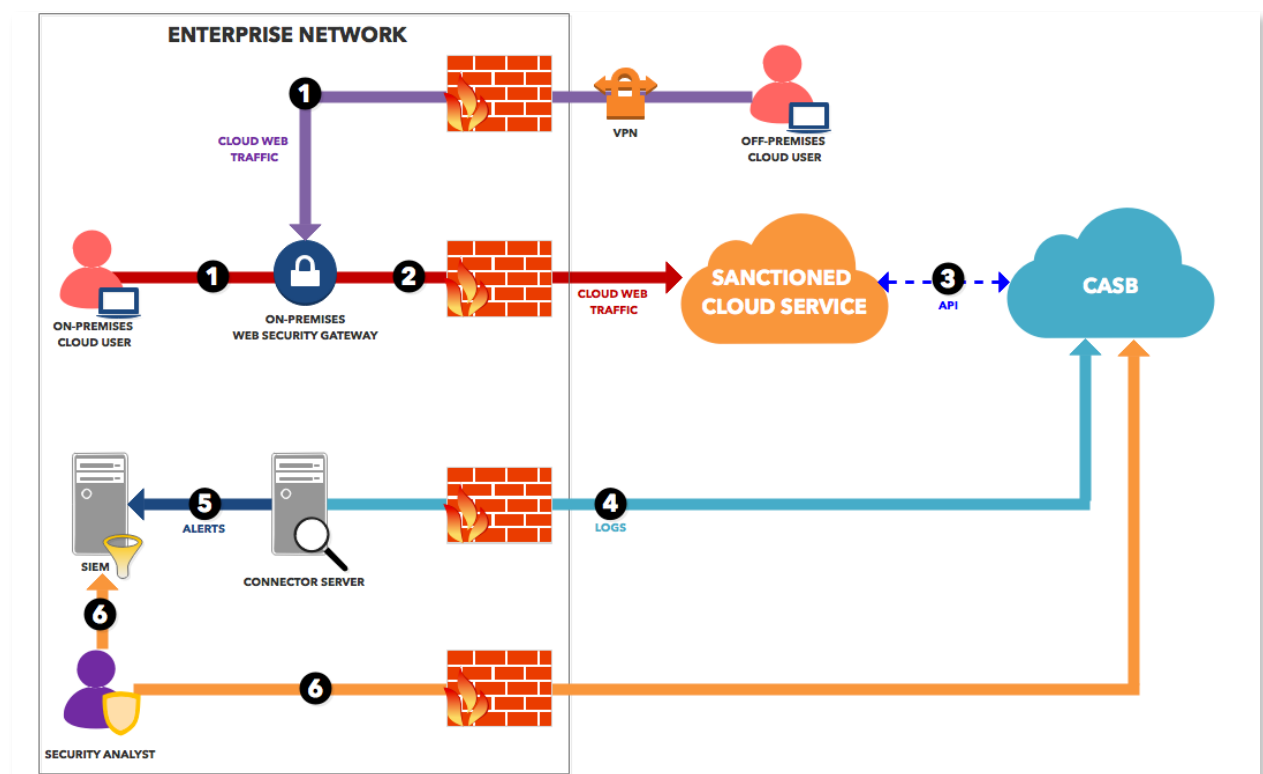 ENTERPRISE NETWORK
1
CLOUD WEB
TRAFFIC
VPN
OFF-PREMISES
CLOUD USER
ON-PREMISES
CLOUD USER
1
ON-PREMISES
WEB SECURITY GATEWAY
2
CLOUD WEB
TRAFFIC
SANCTIONED
CLOUD SERVICE
3
API
CASB
SIEM
5
ALERTS
CONNECTOR SERVER
4
LOGS
6
SECURITY ANALYST
6